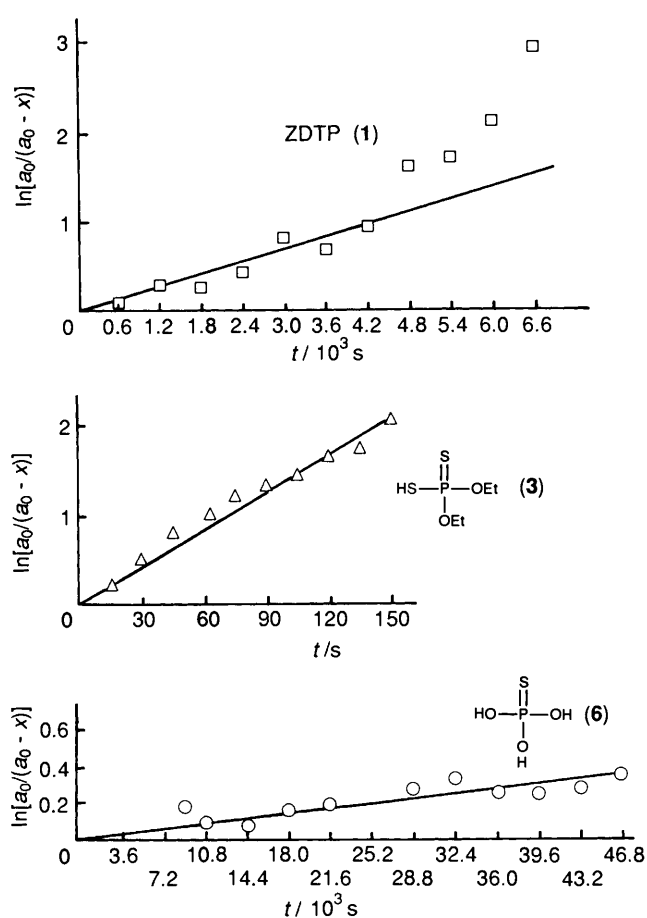 3
2
1
0
ln[a₀/(a₀ - x)]
ZDTP (1)
0.6 1.2 1.8 2.4 3.0 3.6 4.2 4.8 5.4 6.0 6.6
t / 10³ s
2
1
0
ln[a₀/(a₀ - x)]
S
HS P OEt (3)
OEt
30 60 90 120 150
t /s
0.6
0.4
0.2
0
ln[a₀/(a₀ - x)]
S
HO P OH (6)
O
H
3.6 10.8 18.0 25.2 32.4 39.6 46.8
7.2 14.4 21.6 28.8 36.0 43.2
t / 10³ s